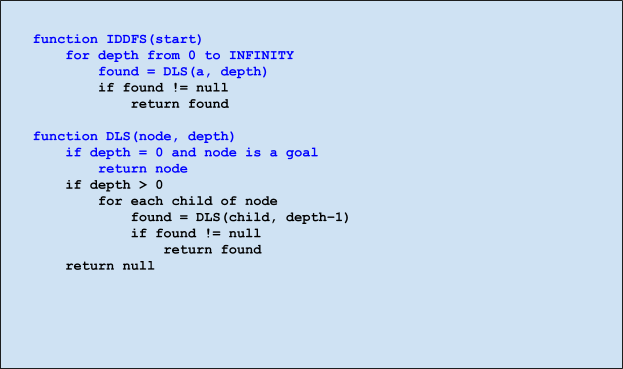 function IDDFS(start)
    for depth from 0 to INFINITY
        found = DLS(a, depth)
        if found != null
            return found
function DLS(node, depth)
    if depth = 0 and node is a goal
        return node
    if depth > 0
        for each child of node
            found = DLS(child, depth-1)
            if found != null
                return found
    return null